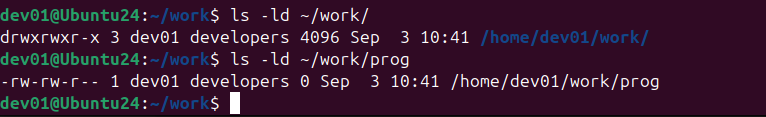 dev01@Ubuntu24:~/work$ ls -ld ~/work/
drwxrwxr-x 3 dev01 developers 4096 Sep  3 10:41 /home/dev01/work/
dev01@Ubuntu24:~/work$ ls -ld ~/work/prog
-rw-rw-r-- 1 dev01 developers 0 Sep  3 10:41 /home/dev01/work/prog
dev01@Ubuntu24:~/work$